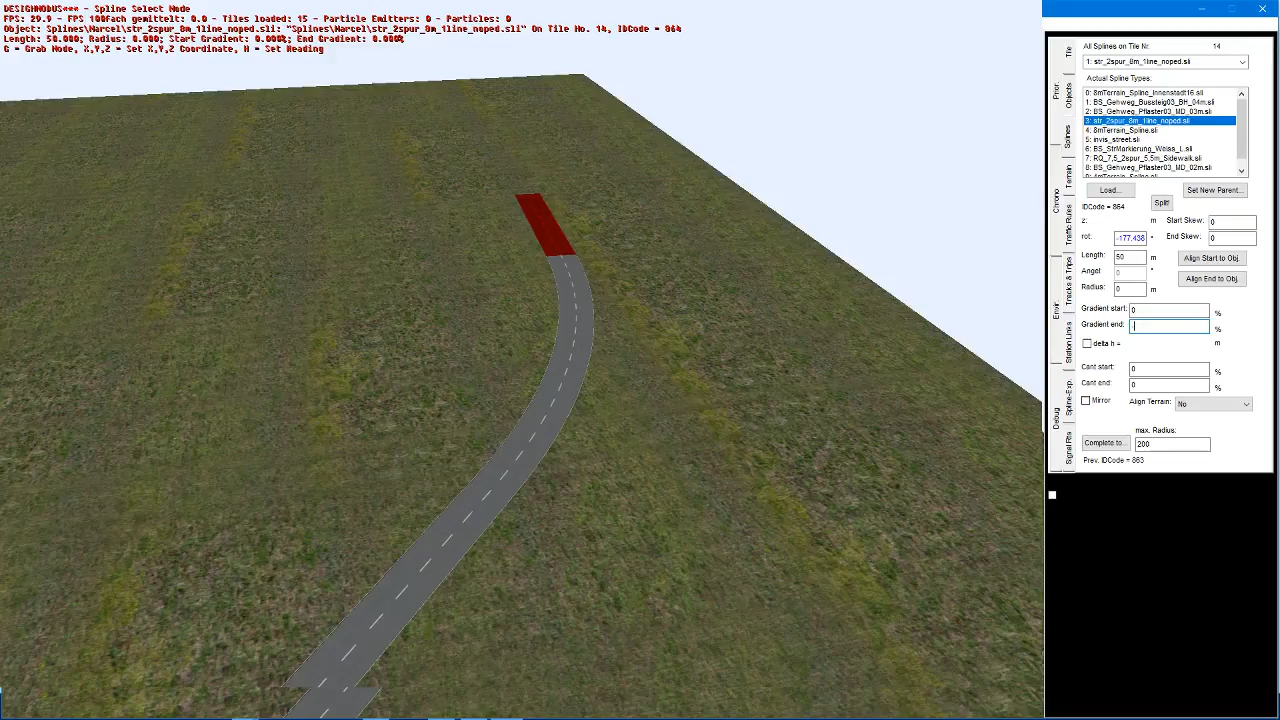 DESIGNMODUS*** - Spline Select Mode
FPS: 29.9 - FPS 100fach gemittelt: 0.0 - Tiles loaded: 15 - Particle Emitters: 0 - Particles: 0
Object: Splines\Marcel\str_2spur_8m_1line_noped.sli: "Splines\Marcel\str_2spur_8m_1line_noped.sli" On Tile No. 14, IDCode = 864
Length: 50.000; Radius: 0.000; Start Gradient: 0.000%; End Gradient: 0.000%
G = Grab Node, X,Y,Z = Set X,Y,Z Coordinate, H = Set Heading
Tile
Objects
Splines
Terrain
Traffic Rules
Tracks & Trips
Station Links
Spline-Exp.
Signal Rts
Prior.
Chrono
Envir.
Debug
All Splines on Tile Nr. 14
1: str_2spur_8m_1line_noped.sli
Actual Spline Types:
0: 8mTerrain_Spline_Innenstadt16.sli
1: BS_Gehweg_Bussteig03_BH_04m.sli
2: BS_Gehweg_Pflaster03_MD_03m.sli
3: str_2spur_8m_1line_noped.sli
4: 8mTerrain_Spline.sli
5: invis_street.sli
6: BS_StrMarkierung_Weiss_L.sli
7: RQ_7,5_2spur_5,5m_Sidewalk.sli
8: BS_Gehweg_Pflaster03_MD_02m.sli
Load...
Set New Parent...
IDCode = 864
Split!
z: m Start Skew: 0
rot: -177.438 ° End Skew: 0
Length: 50 m
Align Start to Obj.
Angel: 0 °
Align End to Obj.
Radius: 0 m
Gradient start: 0 %
Gradient end: %
delta h = m
Cant start: 0 %
Cant end: 0 %
Mirror Align Terrain: No
max. Radius:
Complete to... 200
Prev. IDCode = 863